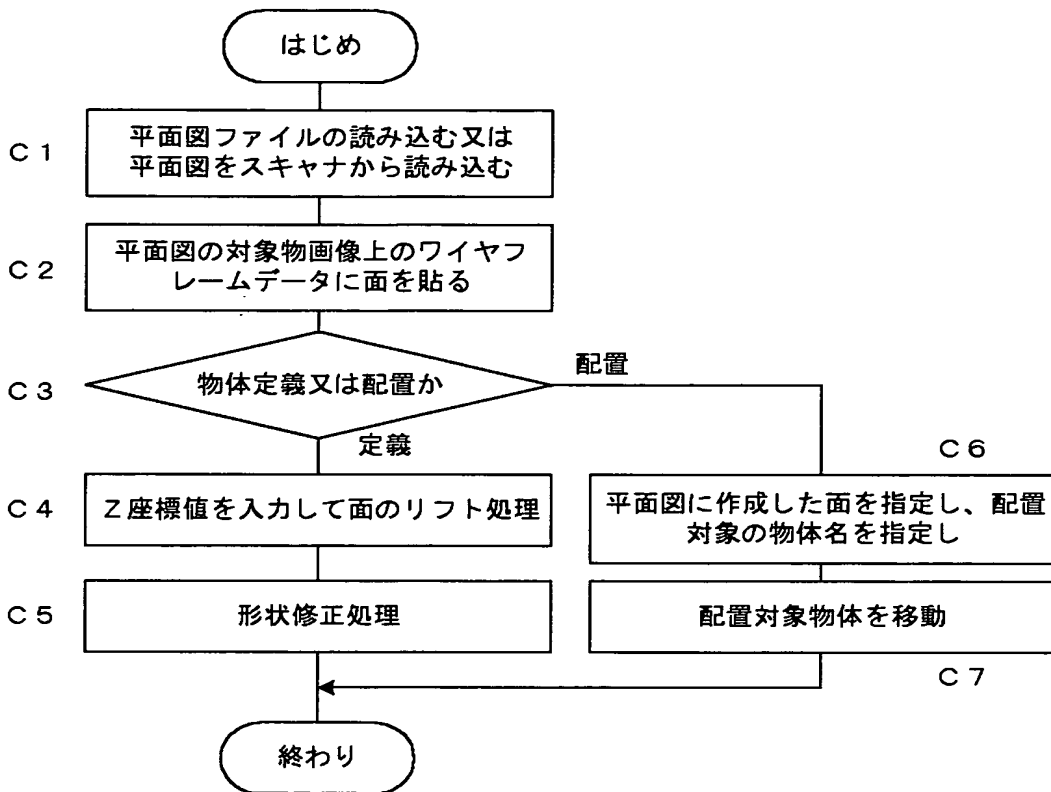 はじめ
C1
平面図ファイルの読み込む又は
平面図をスキャナから読み込む
C2
平面図の対象物画像上のワイヤフ
レームデータに面を貼る
C3
物体定義又は配置か
配置
定義
C4
Z座標値を入力して面のリフト処理
C5
形状修正処理
C6
平面図に作成した面を指定し、配置
対象の物体名を指定し
配置対象物体を移動
C7
終わり